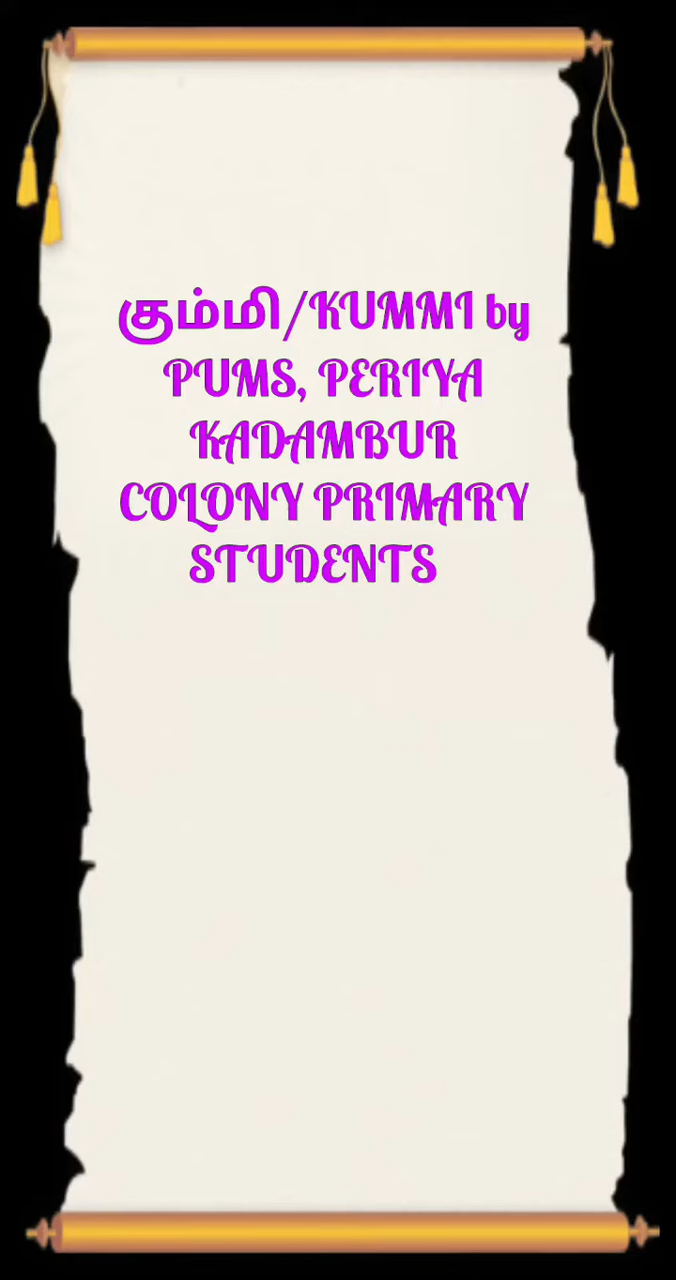 கும்மி/KUMMI by
PUMS, PERIYA
KADAMBUR
COLONY PRIMARY
STUDENTS